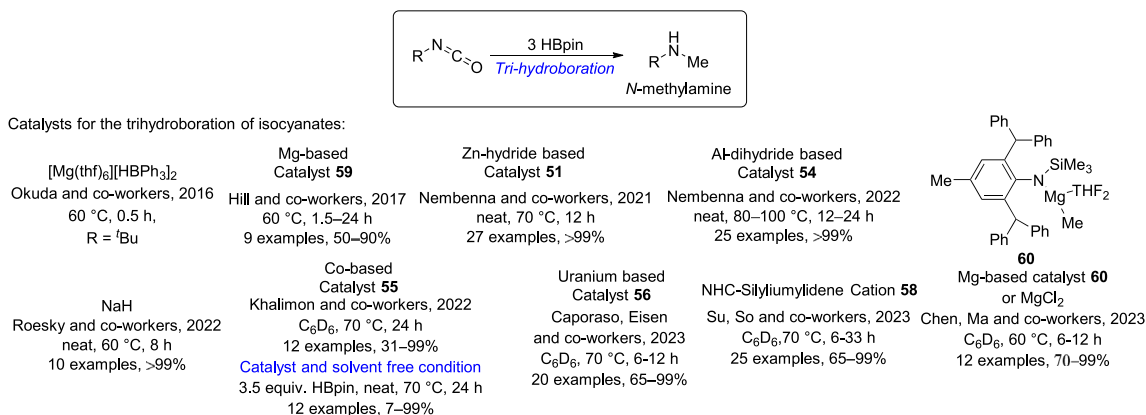 R N C O
3 HBpin
Tri-hydroboration
R H N Me
N-methylamine
Catalysts for the trihydroboration of isocyanates:
[Mg(thf)6][HBPh3]2
Okuda and co-workers, 2016
60 °C, 0.5 h,
R = tBu
Mg-based
Catalyst 59
Hill and co-workers, 2017
60 °C, 1.5–24 h
9 examples, 50–90%
Zn-hydride based
Catalyst 51
Nembenna and co-workers, 2021
neat, 70 °C, 12 h
27 examples, >99%
Al-dihydride based
Catalyst 54
Nembenna and co-workers, 2022
neat, 80–100 °C, 12–24 h
25 examples, >99%
Ph Ph
SiMe3
Me N
Mg THF2
Me
Ph Ph
60
Mg-based catalyst 60
or MgCl2
Chen, Ma and co-workers, 2023
C6D6, 60 °C 6-12 h
12 examples, 70–99%
NaH
Roesky and co-workers, 2022
neat, 60 °C, 8 h
10 examples, >99%
Co-based
Catalyst 55
Khalimon and co-workers, 2022
C6D6, 70 °C, 24 h
12 examples, 31–99%
Catalyst and solvent free condition
3.5 equiv. HBpin, neat, 70 °C, 24 h
12 examples, 7–99%
Uranium based
Catalyst 56
Caporaso, Eisen
and co-workers, 2023
C6D6, 70 °C, 6-12 h
20 examples, 65–99%
NHC-Silyliumylidene Cation 58
Su, So and co-workers, 2023
C6D6,70 °C 6-33 h
25 examples, 65–99%